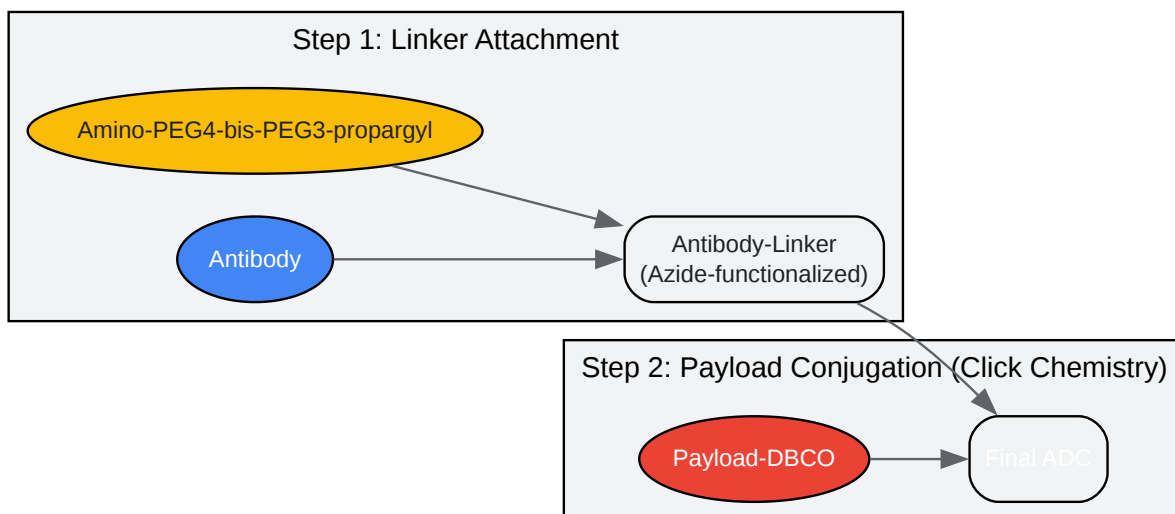 Step 1: Linker Attachment
Amino-PEG4-bis-PEG3-propargyl
Antibody
Antibody-Linker
(Azide-functionalized)
Step 2: Payload Conjugation (Click Chemistry)
Payload-DBCO
Final ADC